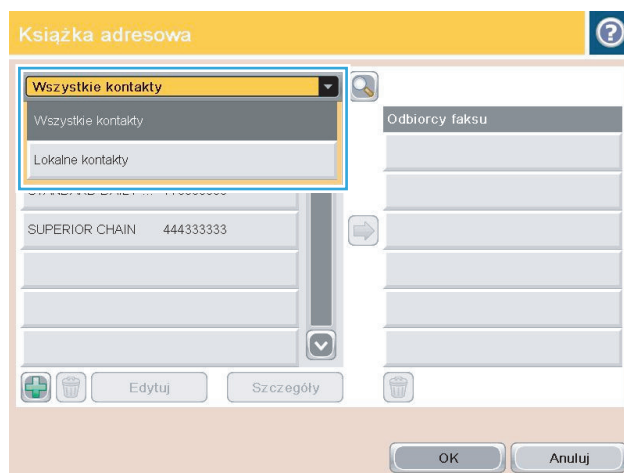 Książka adresowa
?
Wszystkie kontakty
Wszystkie kontakty
Odbiorcy faksu
Lokalne kontakty
SUPERIOR CHAIN 444333333
Edytuj
Szczegóły
OK
Anuluj